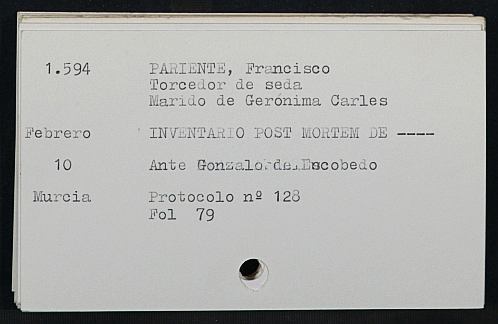 1.594 PARIENTE, Francisco
Torcedor de seda
Marido de Gerónima Carles
Febrero INVENTARIO POST MORTEM DE ----
10 Ante Gonzalo de Escobedo
Murcia Protocolo nº 128
Fol 79